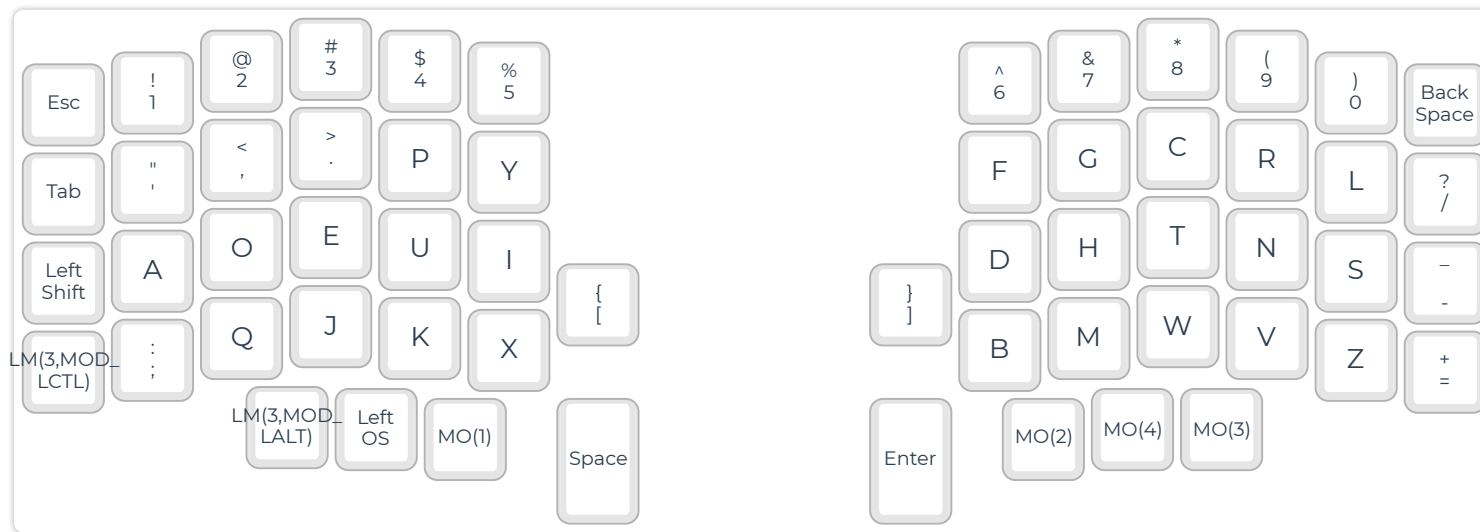 Esc
!
1
@
2
#
3
$
4
%
5
^
6
&
7
*
8
(
9
)
0
Back
Space
Tab
"
'
<
,
>
.
P
Y
F
G
C
R
L
?
/
Left
Shift
A
O
E
U
I
D
H
T
N
S
_
-
LM(3,MOD_
LCTL)
:
;
Q
J
K
X
{
[
}
]
B
M
W
V
Z
+
=
LM(3,MOD_
LALT)
Left
OS
MO(1)
Space
Enter
MO(2)
MO(4)
MO(3)